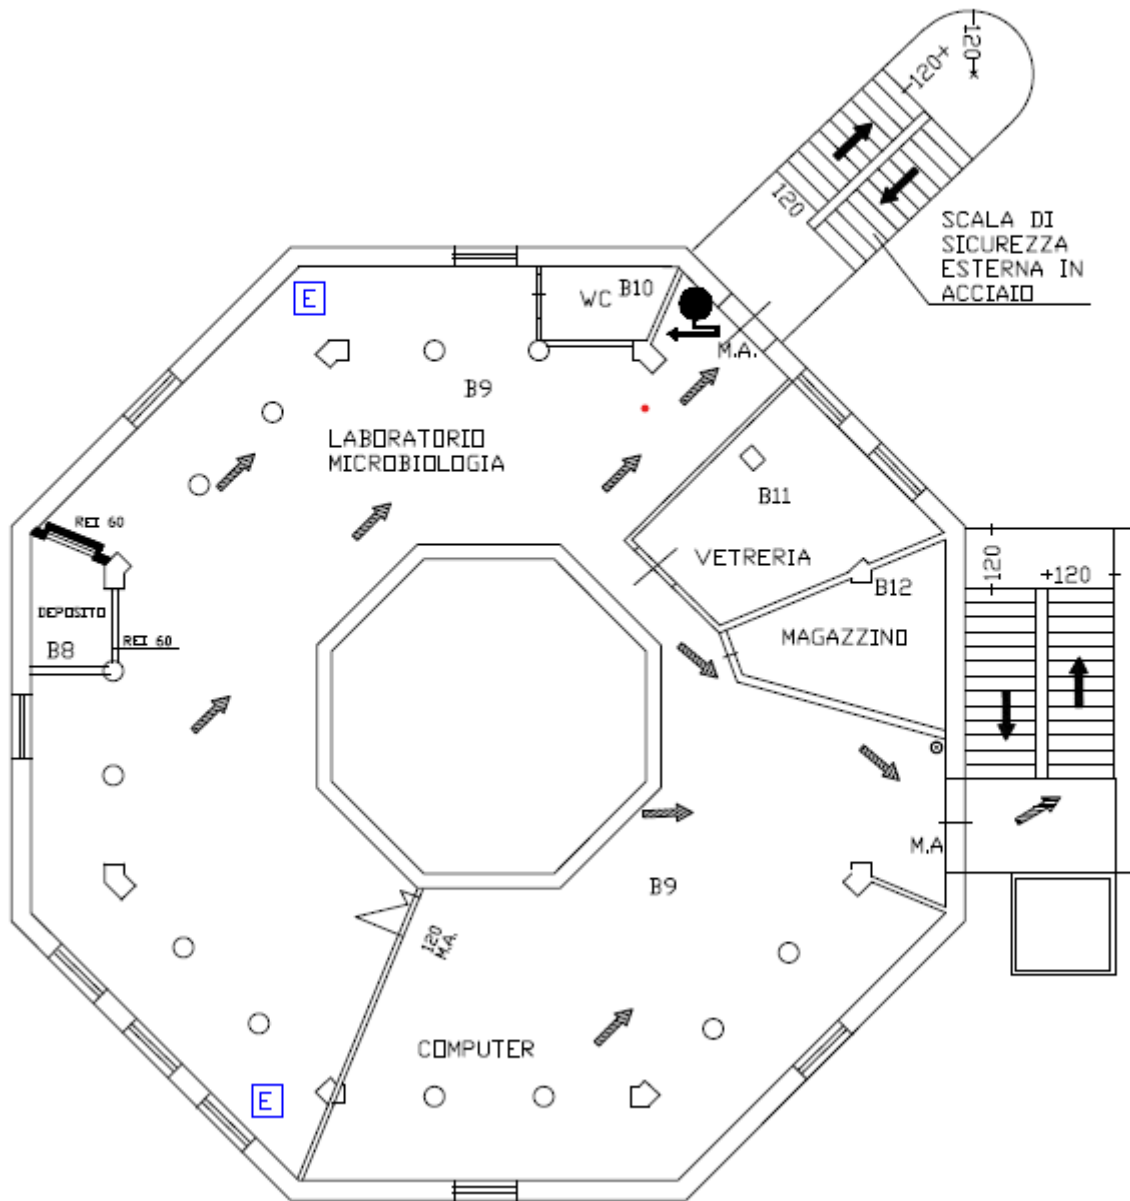 120
120
120
SCALA DI
SICUREZZA
ESTERNA IN
ACCIAIO
E
WC
B10
M.A.
B9
LABORATORIO
MICROBIOLOGIA
B11
VETRERIA
REI 60
DEPOSITO
B8
REI 60
B12
MAGAZZINO
120
+120
M.A
B9
120
M.A.
COMPUTER
E